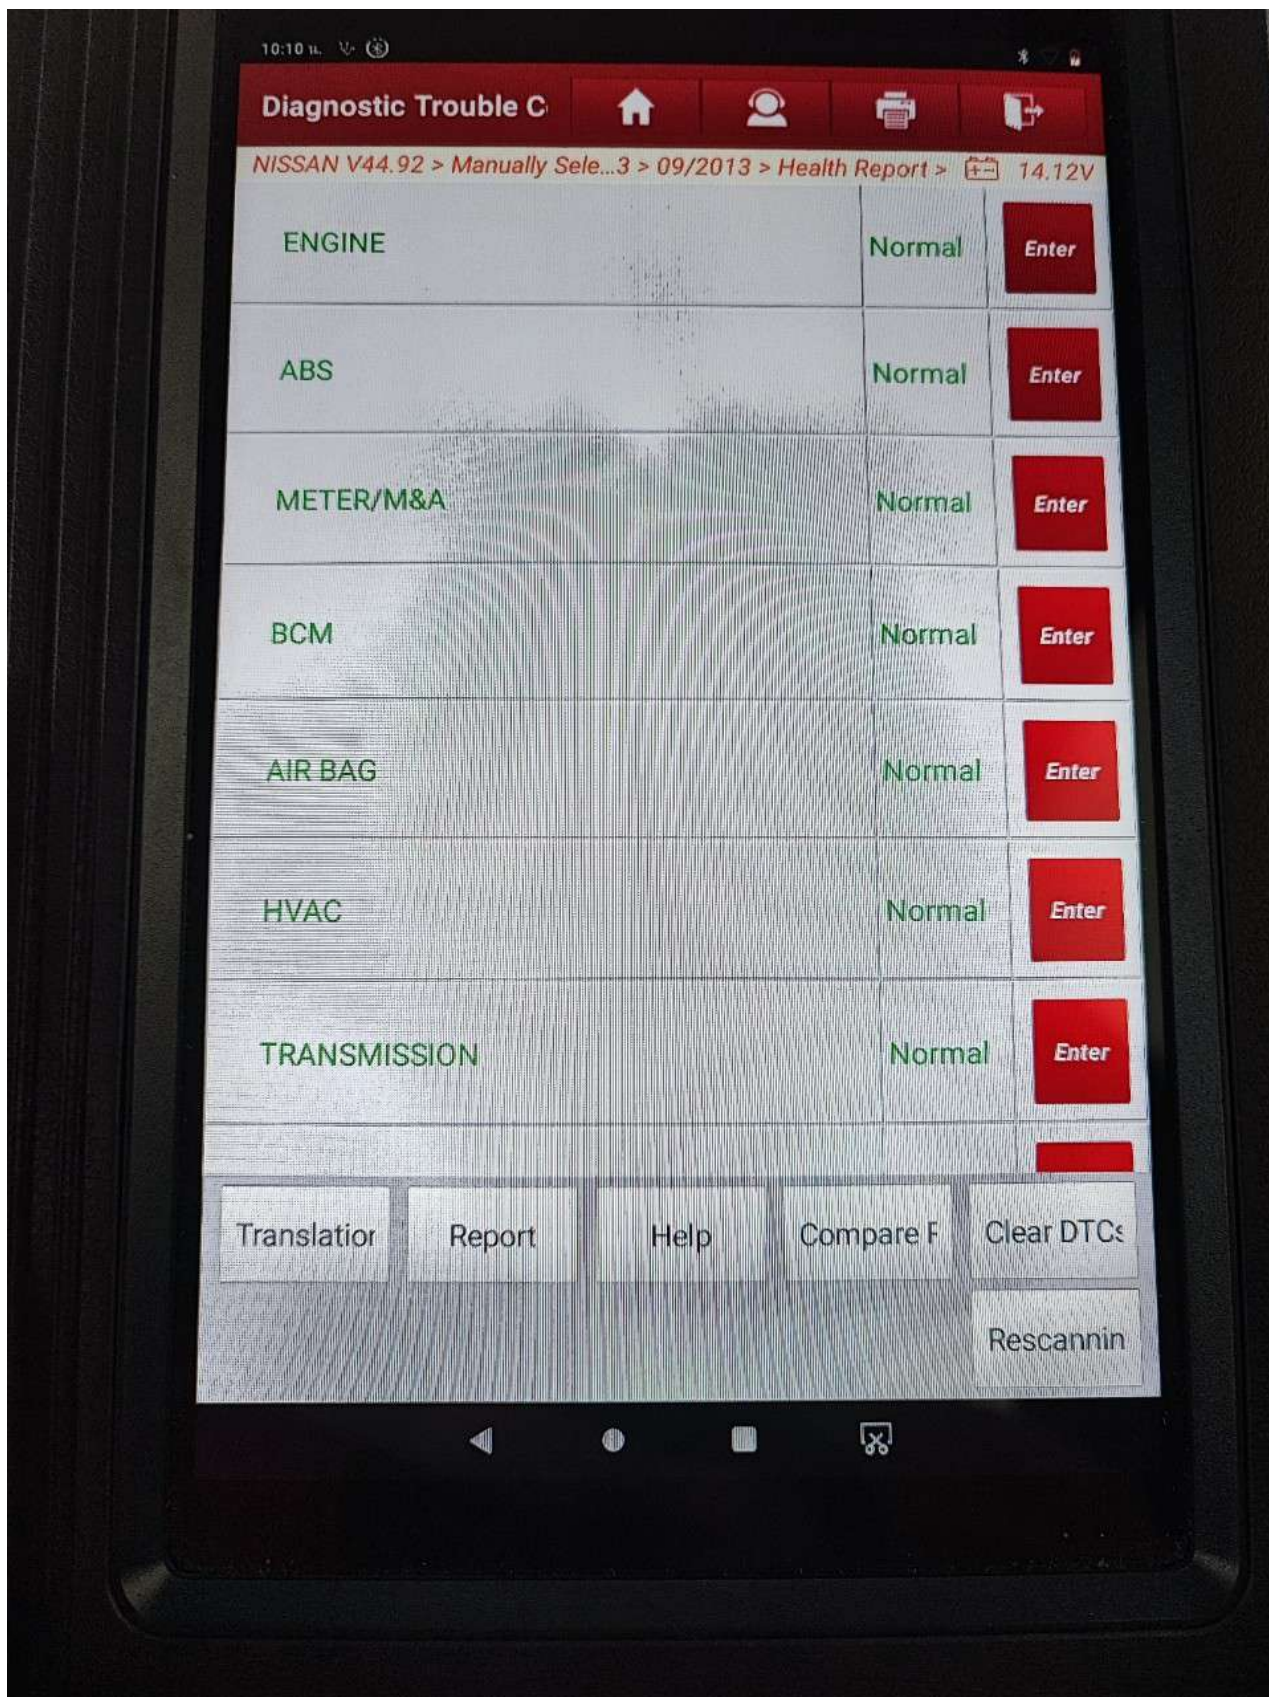 10:10 น.
Diagnostic Trouble C
NISSAN V44.92 > Manually Sele...3 > 09/2013 > Health Report > 14.12V
ENGINE Normal Enter
ABS Normal Enter
METER/M&A Normal Enter
BCM Normal Enter
AIR BAG Normal Enter
HVAC Normal Enter
TRANSMISSION Normal Enter
Translation Report Help Compare F Clear DTCs
Rescannin